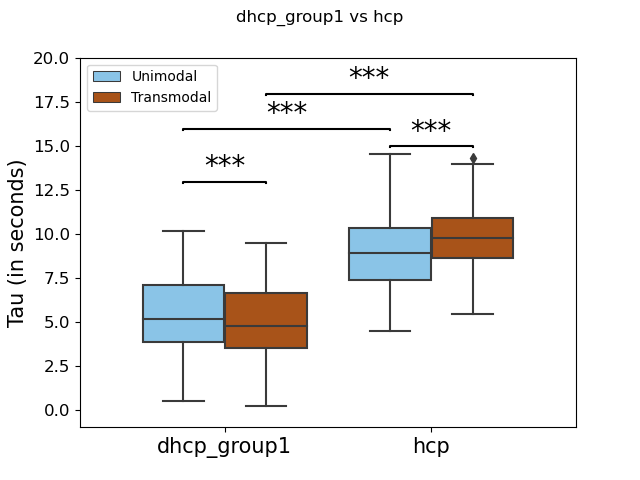 dhcp_group1 vs hcp
20.0
17.5
15.0
12.5
10.0
7.5
5.0
2.5
0.0
Tau (in seconds)
Unimodal
Transmodal
***
***
***
***
dhcp_group1 hcp